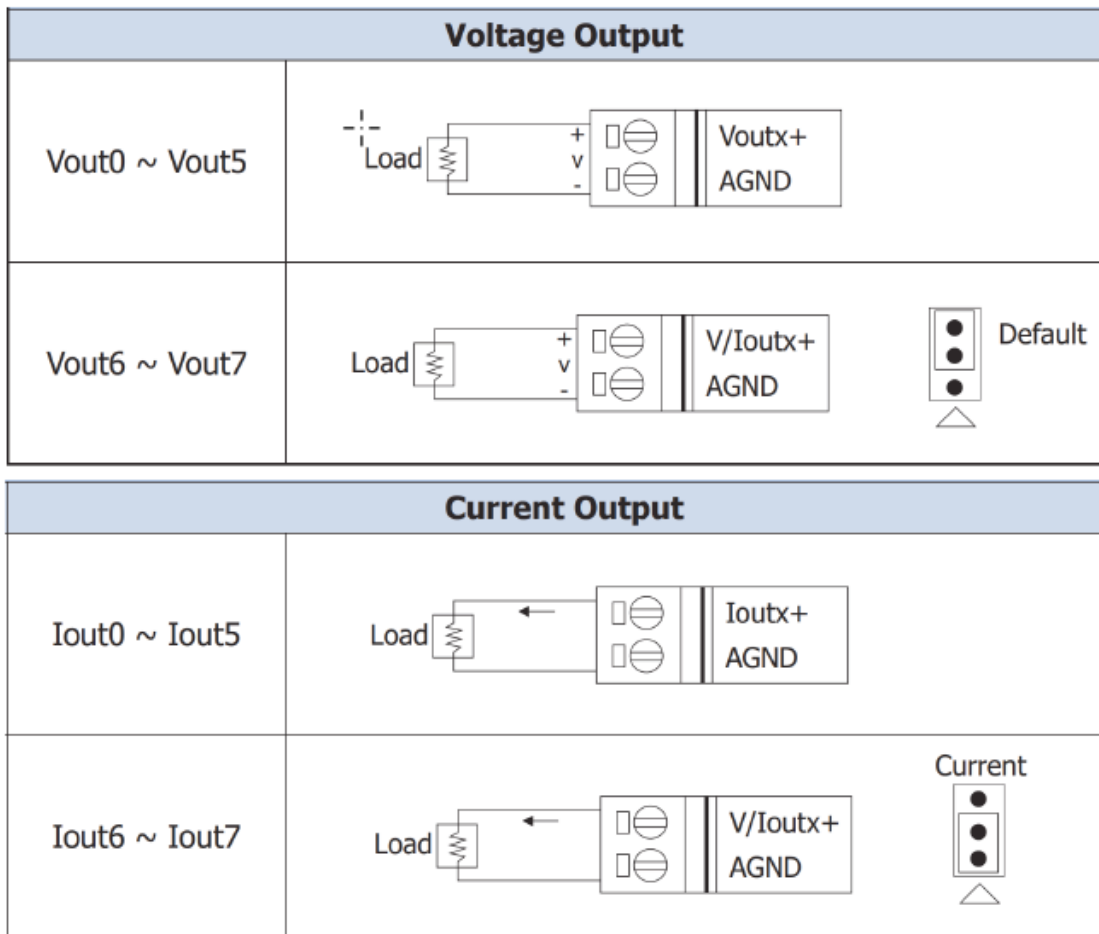 Voltage Output
Vout0 ~ Vout5
Load
+
v
-
Voutx+
AGND
Vout6 ~ Vout7
Load
+
v
-
V/Ioutx+
AGND
Default
Current Output
Iout0 ~ Iout5
Load
Ioutx+
AGND
Iout6 ~ Iout7
Load
V/Ioutx+
AGND
Current